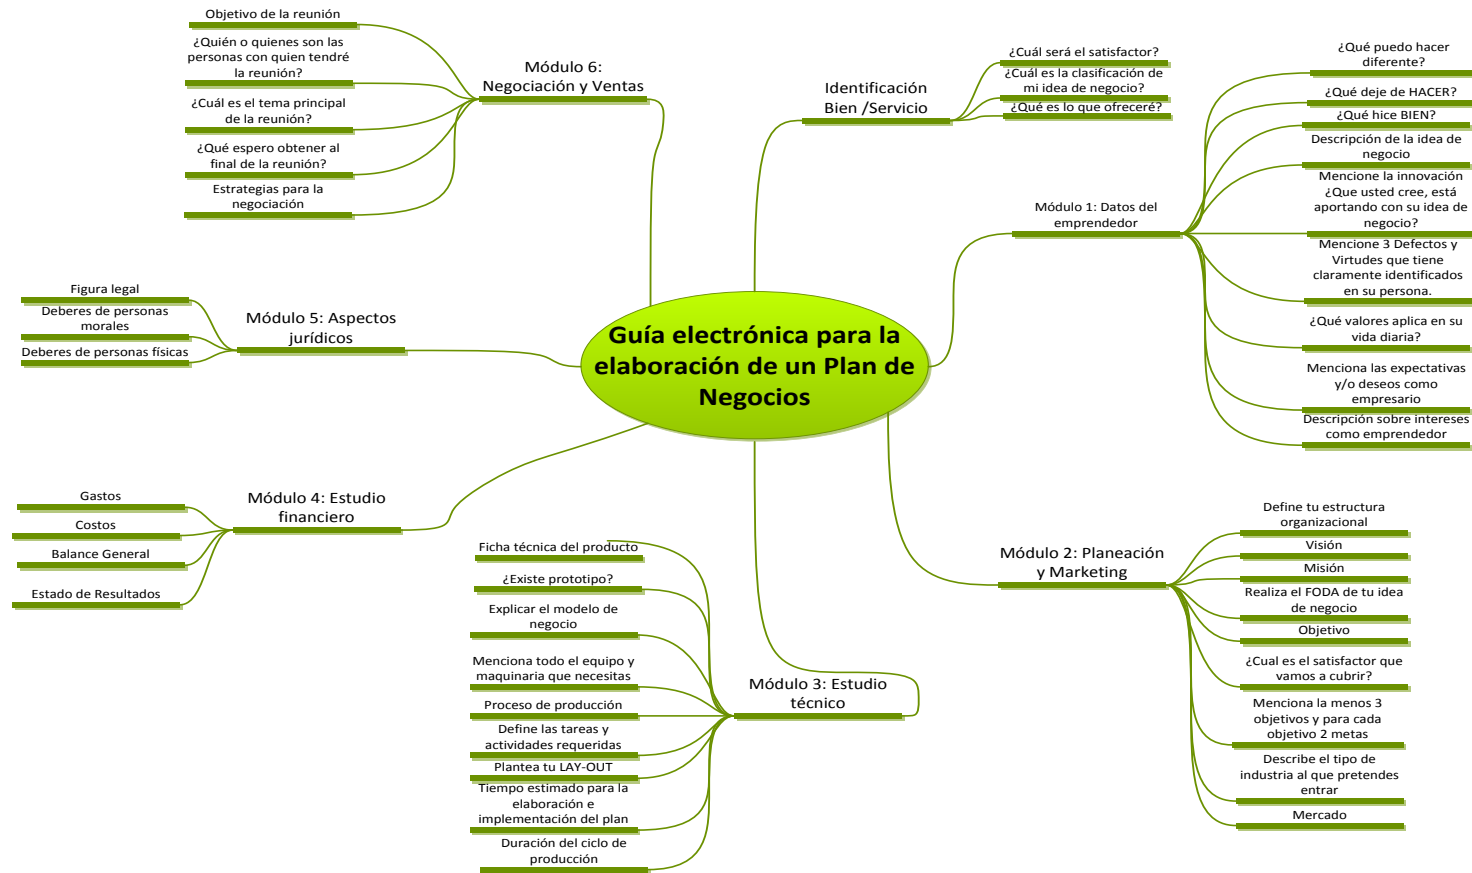 Guía electrónica para la
elaboración de un Plan de
Negocios
Identificación
Bien /Servicio
¿Cuál será el satisfactor?
¿Cuál es la clasificación de
mi idea de negocio?
¿Qué es lo que ofreceré?
Módulo 1: Datos del
emprendedor
¿Qué puedo hacer
diferente?
¿Qué deje de HACER?
¿Qué hice BIEN?
Descripción de la idea de
negocio
Mencione la innovación
¿Que usted cree, está
aportando con su idea de
negocio?
Mencione 3 Defectos y
Virtudes que tiene
claramente identificados
en su persona.
¿Qué valores aplica en su
vida diaria?
Menciona las expectativas
y/o deseos como
empresario
Descripción sobre intereses
como emprendedor
Módulo 2: Planeación
y Marketing
Define tu estructura
organizacional
Visión
Misión
Realiza el FODA de tu idea
de negocio
Objetivo
¿Cual es el satisfactor que
vamos a cubrir?
Menciona la menos 3
objetivos y para cada
objetivo 2 metas
Describe el tipo de
industria al que pretendes
entrar
Mercado
Módulo 3: Estudio
técnico
Ficha técnica del producto
¿Existe prototipo?
Explicar el modelo de
negocio
Menciona todo el equipo y
maquinaria que necesitas
Proceso de producción
Define las tareas y
actividades requeridas
Plantea tu LAY-OUT
Tiempo estimado para la
elaboración e
implementación del plan
Duración del ciclo de
producción
Módulo 4: Estudio
financiero
Gastos
Costos
Balance General
Estado de Resultados
Módulo 5: Aspectos
jurídicos
Figura legal
Deberes de personas
morales
Deberes de personas físicas
Módulo 6:
Negociación y Ventas
Objetivo de la reunión
¿Quién o quienes son las
personas con quien tendré
la reunión?
¿Cuál es el tema principal
de la reunión?
¿Qué espero obtener al
final de la reunión?
Estrategias para la
negociación